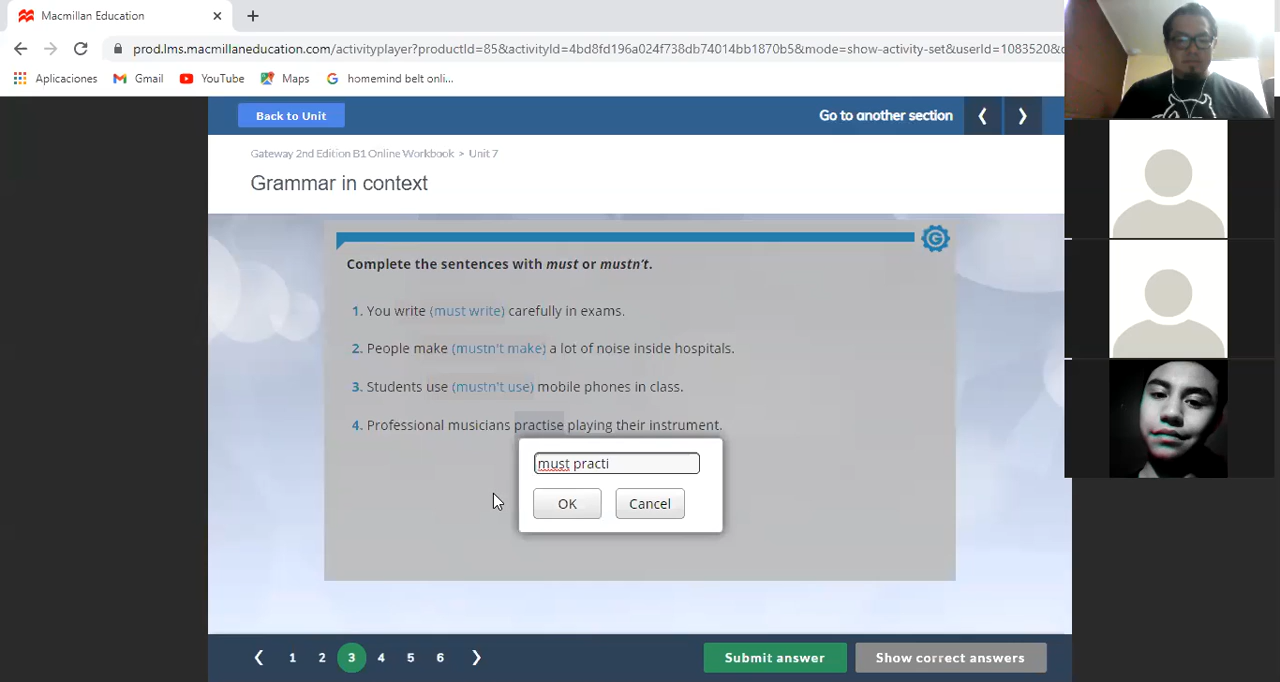 Macmillan Education
prod.lms.macmillaneducation.com/activityplayer?productId=85&activityId=4bd8fd196a024f738db74014bb1870b5&mode=show-activity-set&userId=1083520&
Aplicaciones Gmail YouTube Maps homemind belt onli...
Back to Unit
Go to another section
Gateway 2nd Edition B1 Online Workbook > Unit 7
Grammar in context
G
Complete the sentences with must or mustn't.
1. You write (must write) carefully in exams.
2. People make (mustn't make) a lot of noise inside hospitals.
3. Students use (mustn't use) mobile phones in class.
4. Professional musicians practise playing their instrument.
must practi
OK Cancel
1 2 3 4 5 6
Submit answer Show correct answers